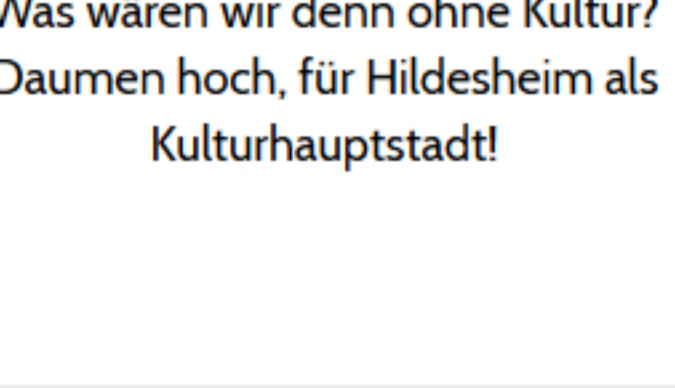 Was wären wir denn ohne Kultur?
Daumen hoch, für Hildesheim als
Kulturhauptstadt!